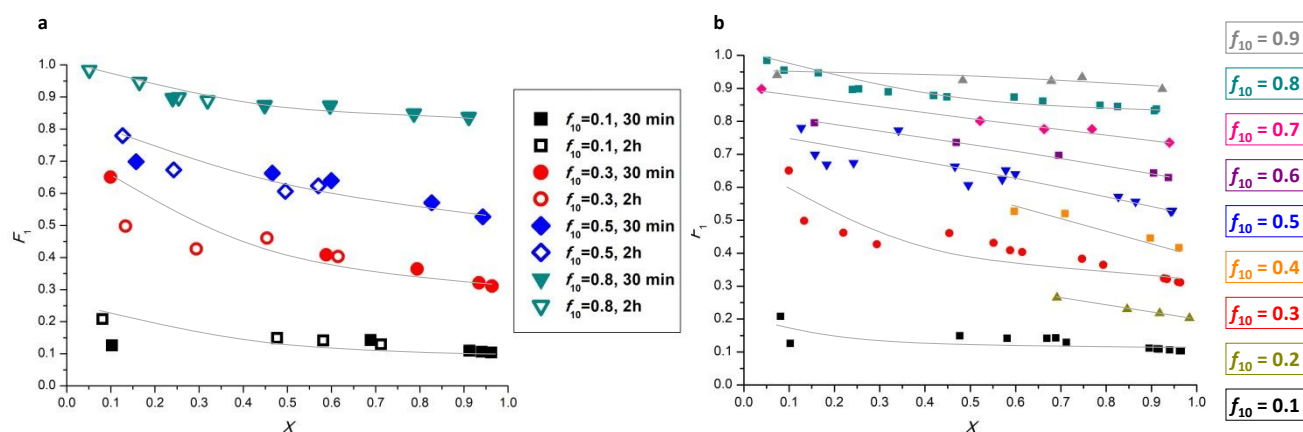 a
1.0
0.9
0.8
0.7
0.6
0.5
0.4
0.3
0.2
0.1
0.0
F₁
0.0 0.1 0.2 0.3 0.4 0.5 0.6 0.7 0.8 0.9 1.0
X
f₁₀=0.1, 30 min
f₁₀=0.1, 2h
f₁₀=0.3, 30 min
f₁₀=0.3, 2h
f₁₀=0.5, 30 min
f₁₀=0.5, 2h
f₁₀=0.8, 30 min
f₁₀=0.8, 2h
b
1.0
0.9
0.8
0.7
0.6
0.5
0.4
0.3
0.2
0.1
0.0
F₁
0.0 0.1 0.2 0.3 0.4 0.5 0.6 0.7 0.8 0.9 1.0
X
f₁₀ = 0.9
f₁₀ = 0.8
f₁₀ = 0.7
f₁₀ = 0.6
f₁₀ = 0.5
f₁₀ = 0.4
f₁₀ = 0.3
f₁₀ = 0.2
f₁₀ = 0.1